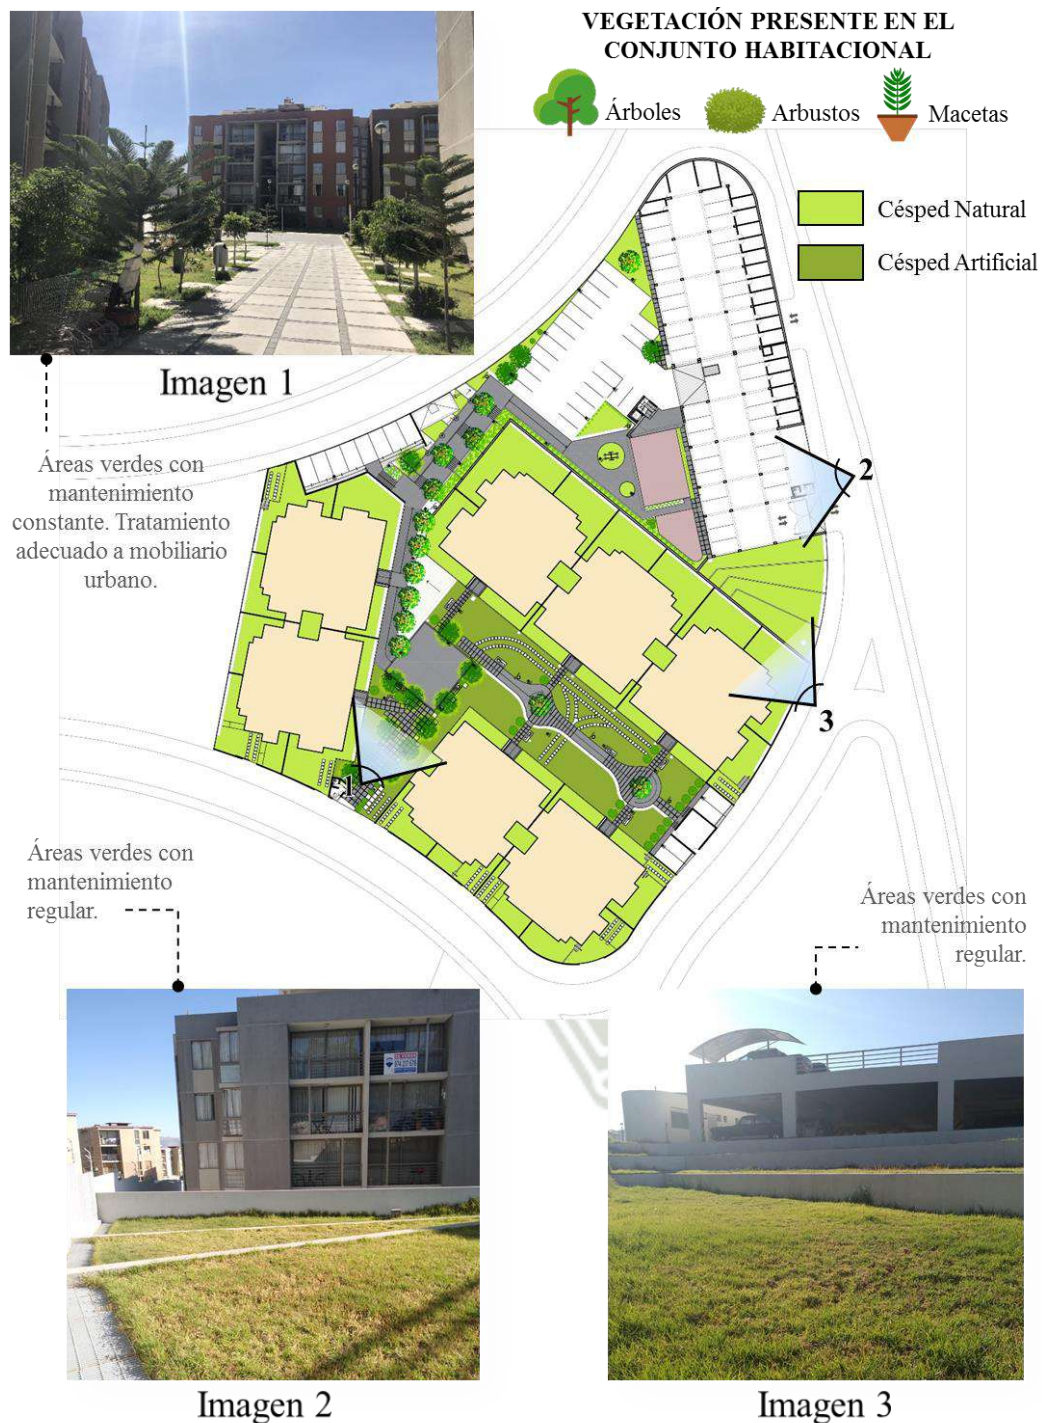 VEGETACIÓN PRESENTE EN EL
CONJUNTO HABITACIONAL
Árboles
Arbustos
Macetas
Césped Natural
Césped Artificial
Imagen 1
Áreas verdes con
mantenimiento
constante. Tratamiento
adecuado a mobiliario
urbano.
2
3
1
Áreas verdes con
mantenimiento
regular.
Áreas verdes con
mantenimiento
regular.
Imagen 2
Imagen 3